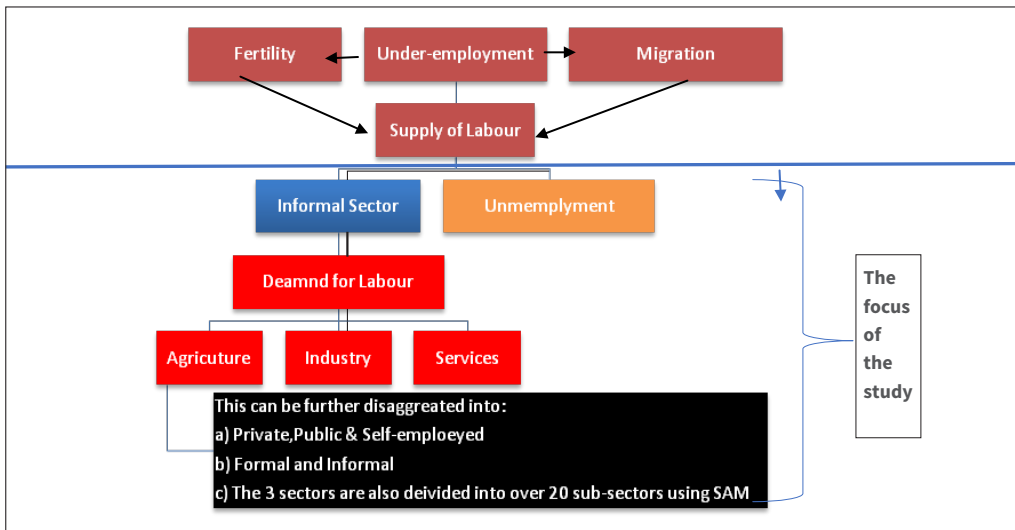 Fertility
Under-employment
Migration
Supply of Labour
Informal Sector
Unmemplyment
Deamnd for Labour
Agricuture
Industry
Services
This can be further disaggreated into:
a) Private,Public & Self-emploeyed
b) Formal and Informal
c) The 3 sectors are also deivided into over 20 sub-sectors using SAM
The
focus
of
the
study